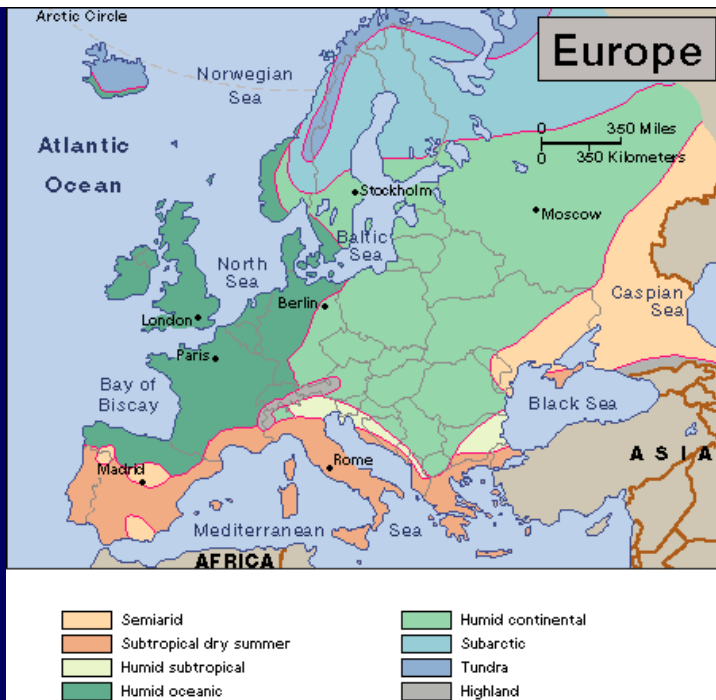 Arctic Circle
Europe
Norwegian
Sea
0 350 Miles
0 350 Kilometers
Atlantic
Ocean
Stockholm
Moscow
Baltic
Sea
North
Sea
Berlin
Caspian
Sea
London
Paris
Bay of
Biscay
Black Sea
ASIA
Madrid
Rome
Mediterranean Sea
AFRICA
Semiarid
Subtropical dry summer
Humid subtropical
Humid oceanic
Humid continental
Subarctic
Tundra
Highland